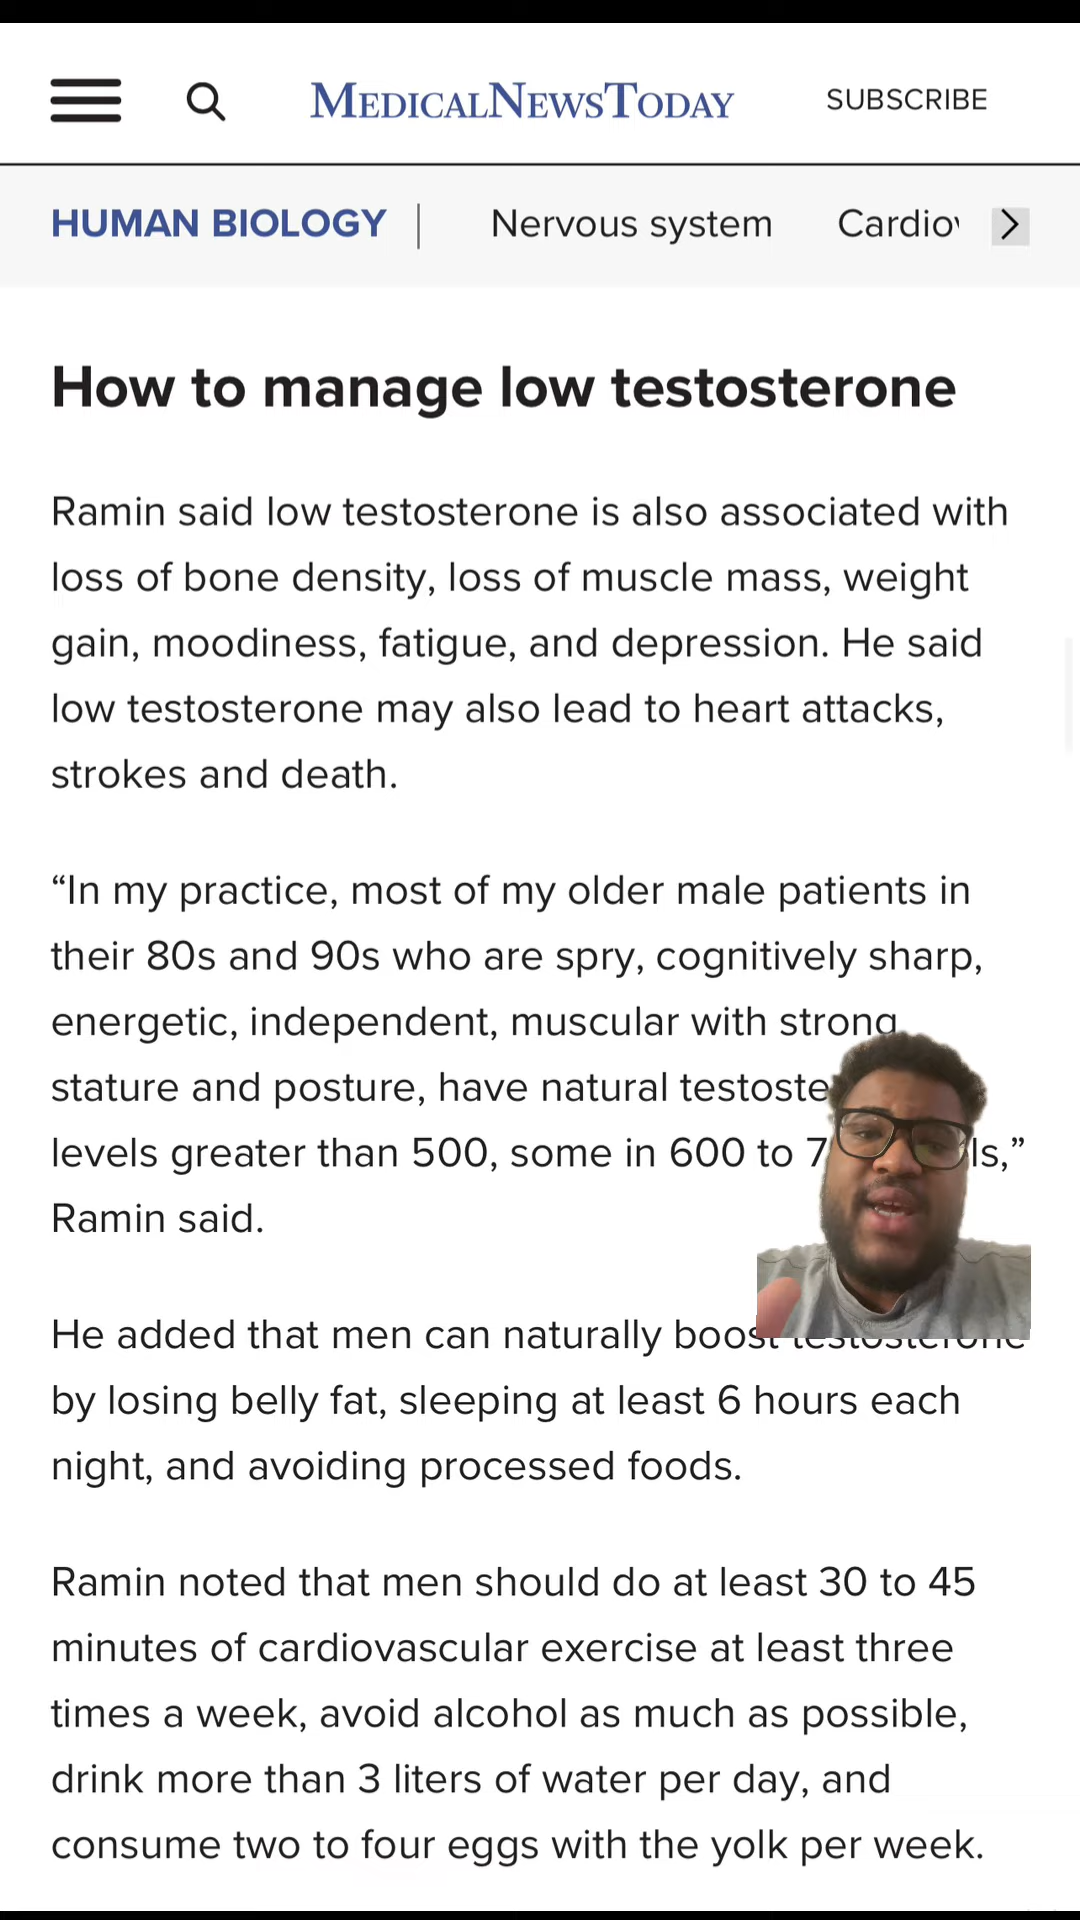 MEDICALNEWSTODAY
SUBSCRIBE
HUMAN BIOLOGY
Nervous system
Cardiov
How to manage low testosterone
Ramin said low testosterone is also associated with
loss of bone density, loss of muscle mass, weight
gain, moodiness, fatigue, and depression. He said
low testosterone may also lead to heart attacks,
strokes and death.
“In my practice, most of my older male patients in
their 80s and 90s who are spry, cognitively sharp,
energetic, independent, muscular with strong
stature and posture, have natural testoste
levels greater than 500, some in 600 to 7 ls,”
Ramin said.
He added that men can naturally boost testosterone
by losing belly fat, sleeping at least 6 hours each
night, and avoiding processed foods.
Ramin noted that men should do at least 30 to 45
minutes of cardiovascular exercise at least three
times a week, avoid alcohol as much as possible,
drink more than 3 liters of water per day, and
consume two to four eggs with the yolk per week.